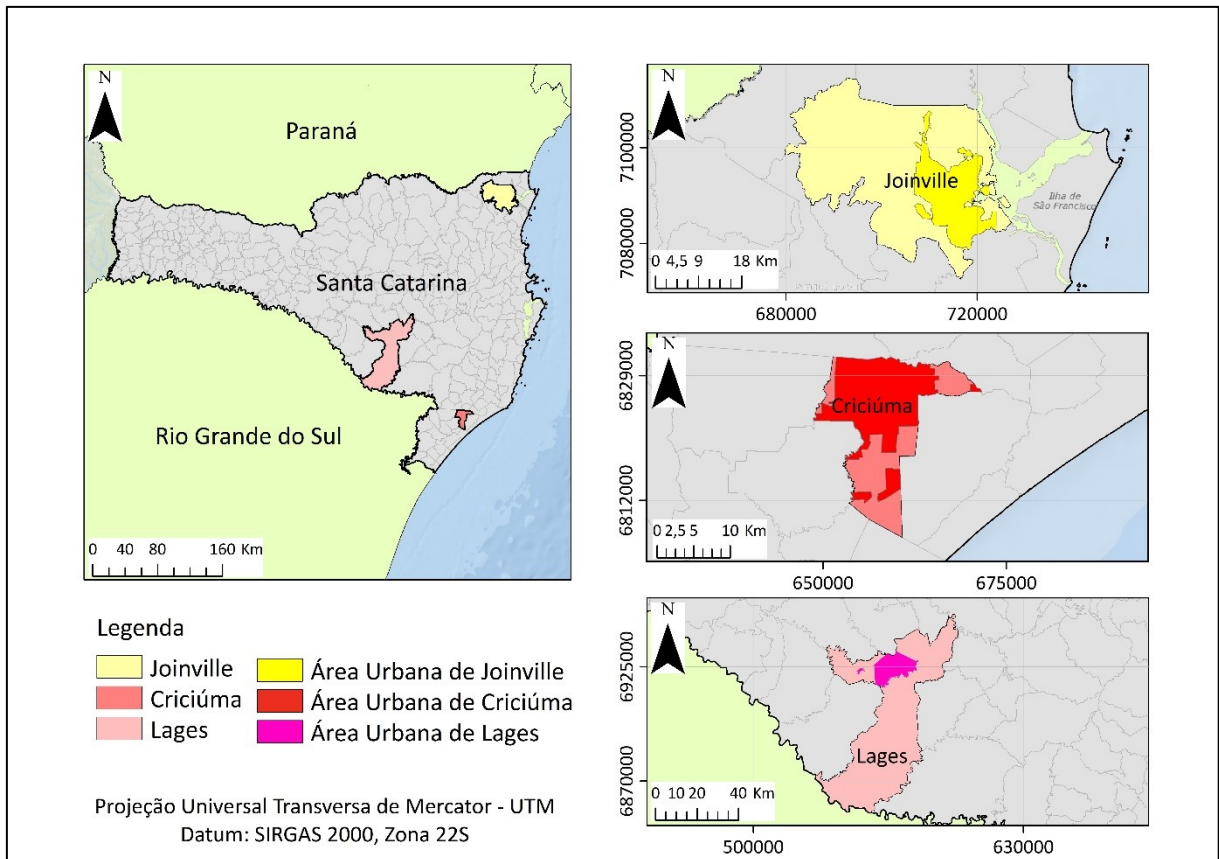 N
Paraná
Santa Catarina
Rio Grande do Sul
0 40 80 160 Km
N
7100000
7080000
Joinville
Ilha de
São Francisco
0 4,5 9 18 Km
680000 720000
N
6829000
6812000
Criciúma
0 2,5 5 10 Km
650000 675000
N
6925000
6870000
Lages
0 10 20 40 Km
500000 630000
Legenda
Joinville Área Urbana de Joinville
Criciúma Área Urbana de Criciúma
Lages Área Urbana de Lages
Projeção Universal Transversa de Mercator - UTM
Datum: SIRGAS 2000, Zona 22S